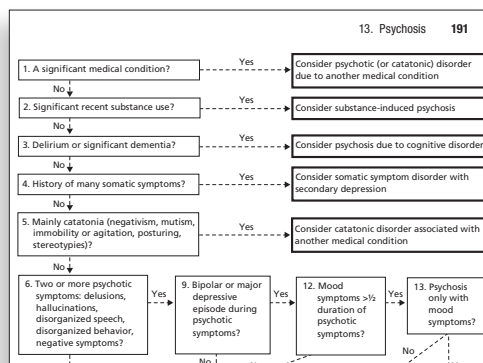 13. Psychosis 191
1. A significant medical condition?
Yes
Consider psychotic (or catatonic) disorder
due to another medical condition
No
2. Significant recent substance use?
Yes
Consider substance-induced psychosis
No
3. Delirium or significant dementia?
Yes
Consider psychosis due to cognitive disorder
No
4. History of many somatic symptoms?
Yes
Consider somatic symptom disorder with
secondary depression
No
5. Mainly catatonia (negativism, mutism,
immobility or agitation, posturing,
stereotypies)?
Yes
Consider catatonic disorder associated with
another medical condition
No
6. Two or more psychotic
symptoms: delusions,
hallucinations,
disorganized speech,
disorganized behavior,
negative symptoms?
Yes
9. Bipolar or major
depressive
episode during
psychotic
symptoms?
Yes
12. Mood
symptoms >½
duration of
psychotic
symptoms?
Yes
13. Psychosis
only with
mood
symptoms?
No